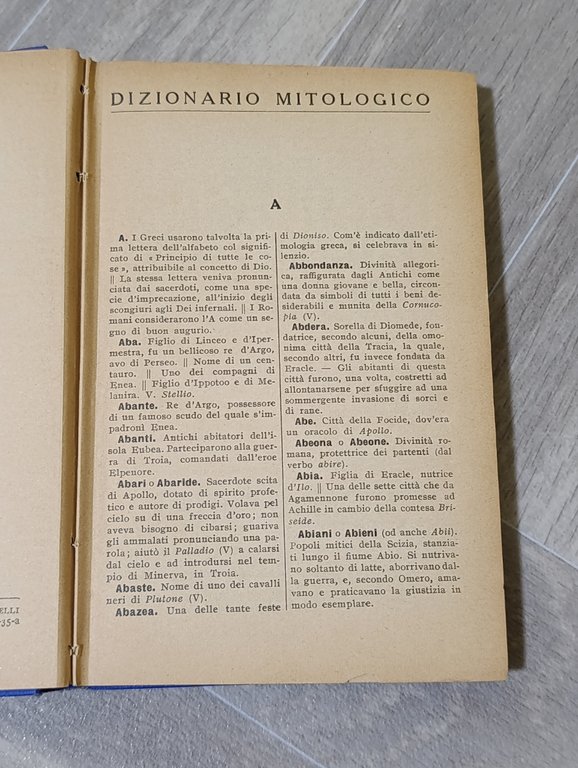 DIZIONARIO MITOLOGICO
A
A. I Greci usarono talvolta la pri-
ma lettera dell'alfabeto col signifi-
cato di « Principio di tutte le co-
se », attribuibile al concetto di Dio.
|| La stessa lettera veniva pronun-
ciata dai sacerdoti, come una spe-
cie d'imprecazione, all'inizio degli
scongiuri agli Dei infernali. || I Ro-
mani considerarono l'A come un se-
gno di buon augurio.
Aba. Figlio di Linceo e d'Iper-
mestra, fu un bellicoso re d'Argo,
avo di Perseo. || Nome di un cen-
tauro. || Uno dei compagni di
Enea. || Figlio d'Ippotoo e di Me-
lanira. V. Stellio.
Abante. Re d'Argo, possessore
di un famoso scudo del quale s'im-
padronì Enea.
Abanti. Antichi abitatori dell'i-
sola Eubea. Parteciparono alla guer-
ra di Troia, comandati dall'eroe
Elpenore.
Abari o Abaride. Sacerdote scita
di Apollo, dotato di spirito profe-
tico e autore di prodigi. Volava pel
cielo su di una freccia d'oro; non
aveva bisogno di cibarsi; guariva
gli ammalati pronunziando una pa-
rola; aiutò il Palladio (V) a calarsi
dal cielo e ad introdursi nel tem-
pio di Minerva, in Troia.
Abaste. Nome di uno dei cavalli
neri di Plutone (V).
Abazea. Una delle tante feste
di Dioniso. Com'è indicato dall'eti-
mologia greca, si celebrava in si-
lenzio.
Abbondanza. Divinità allegori-
ca, raffigurata dagli Antichi come
una donna giovane e bella, circon-
data da simboli di tutti i beni de-
siderabili e munita della Cornuco-
pia (V).
Abdera. Sorella di Diomede, fon-
datrice, secondo alcuni, della omo-
nima città della Tracia, la quale,
secondo altri, fu invece fondata da
Eracle. — Gli abitanti di questa
città furono, una volta, costretti ad
allontanarsene per sfuggire ad una
sommergente invasione di sorci e
di rane.
Abe. Città della Focide, dov'era
un oracolo di Apollo.
Abeona o Abeone. Divinità ro-
mana, protettrice dei partenti (dal
verbo abire).
Abia. Figlia di Eracle, nutrice
d'Ilo. || Una delle sette città che da
Agamennone furono promesse ad
Achille in cambio della contesa Bri-
seide.
Abiani o Abieni (od anche Abii).
Popoli mitici della Scizia, stanzia-
ti lungo il fiume Abio. Si nutriva-
no soltanto di latte, aborrivano dal-
la guerra, e, secondo Omero, ama-
vano e praticavano la giustizia in
modo esemplare.
ELLI
35-a